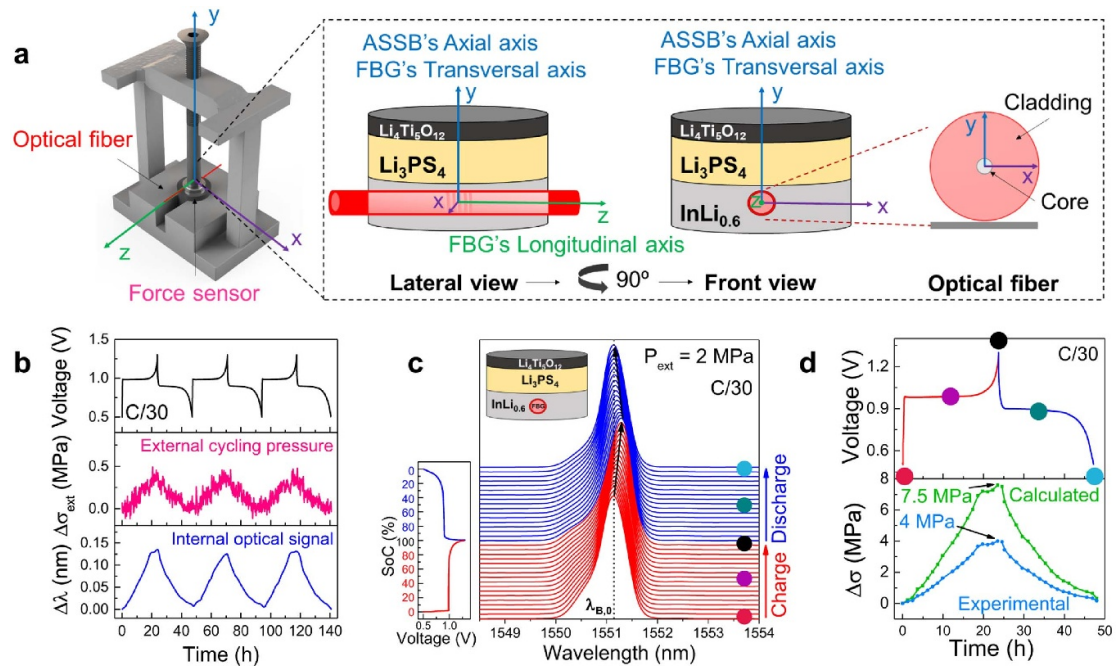 a
y
Optical fiber
z
x
Force sensor
ASSB's Axial axis
FBG's Transversal axis
y
Li₄Ti₅O₁₂
Li₃PS₄
x
z
FBG's Longitudinal axis
Lateral view
90º
ASSB's Axial axis
FBG's Transversal axis
y
Li₄Ti₅O₁₂
Li₃PS₄
z
x
InLi0.6
Front view
Cladding
y
x
Core
Optical fiber
b
Voltage (V)
1.5
1.0
0.5
C/30
Δσext (MPa)
0.5
0.0
External cycling pressure
Δλ (nm)
0.15
0.10
0.05
0.00
Internal optical signal
0 20 40 60 80 100 120 140
Time (h)
c
Li₄Ti₅O₁₂
Li₃PS₄
InLi0.6
FBG
Pext = 2 MPa
C/30
SoC (%)
0
20
40
60
80
100
80
60
40
20
0
0.5 1.0
Voltage (V)
λB,0
Discharge
Charge
1549 1550 1551 1552 1553 1554
Wavelength (nm)
d
Voltage (V)
1.2
0.9
0.6
Δσ (MPa)
8
6
4
2
0
7.5 MPa
Calculated
4 MPa
Experimental
0 10 20 30 40 50
Time (h)